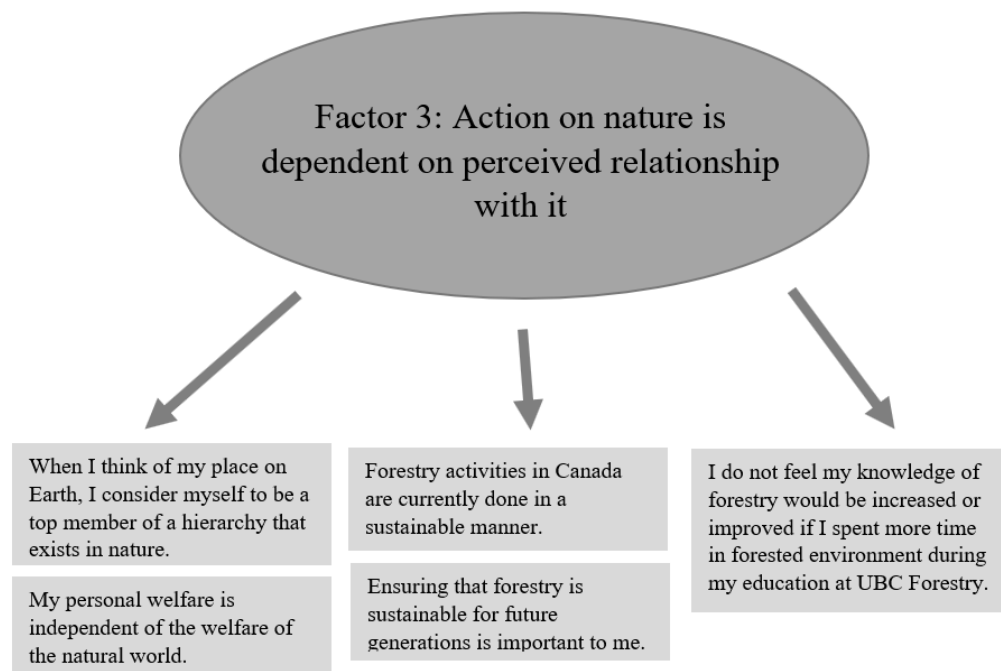 Factor 3: Action on nature is
dependent on perceived relationship
with it
When I think of my place on
Earth, I consider myself to be a
top member of a hierarchy that
exists in nature.
My personal welfare is
independent of the welfare of
the natural world.
Forestry activities in Canada
are currently done in a
sustainable manner.
Ensuring that forestry is
sustainable for future
generations is important to me.
I do not feel my knowledge of
forestry would be increased or
improved if I spent more time
in forested environment during
my education at UBC Forestry.